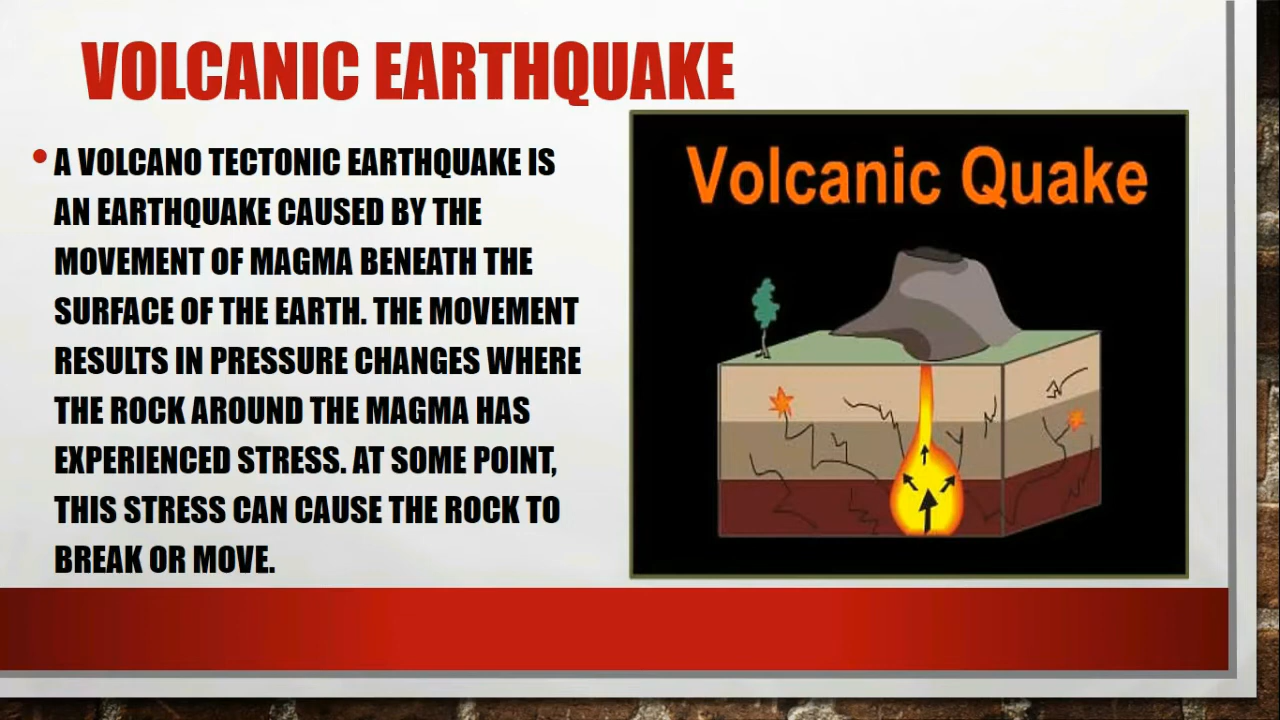 VOLCANIC EARTHQUAKE
• A VOLCANO TECTONIC EARTHQUAKE IS
AN EARTHQUAKE CAUSED BY THE
MOVEMENT OF MAGMA BENEATH THE
SURFACE OF THE EARTH. THE MOVEMENT
RESULTS IN PRESSURE CHANGES WHERE
THE ROCK AROUND THE MAGMA HAS
EXPERIENCED STRESS. AT SOME POINT,
THIS STRESS CAN CAUSE THE ROCK TO
BREAK OR MOVE.
Volcanic Quake